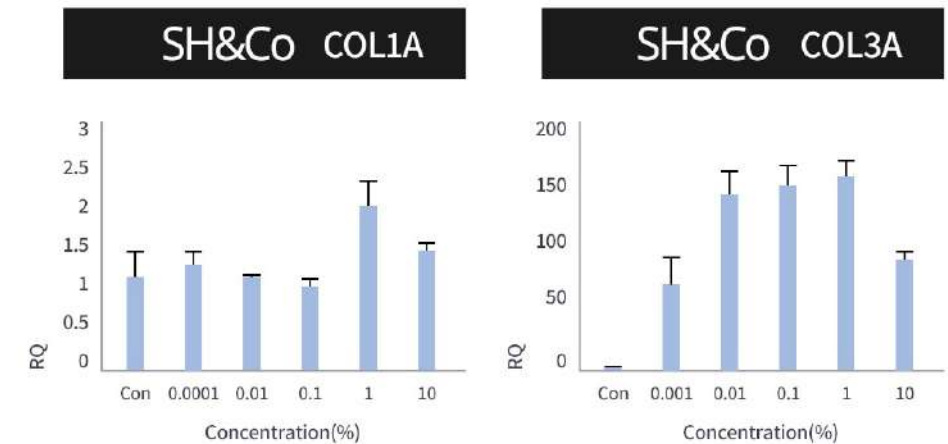 SH&Co COL1A
3
2.5
2
1.5
1
0.5
0
RQ
Con 0.0001 0.01 0.1 1 10
Concentration(%)
SH&Co COL3A
200
150
100
50
0
RQ
Con 0.001 0.01 0.1 1 10
Concentration(%)